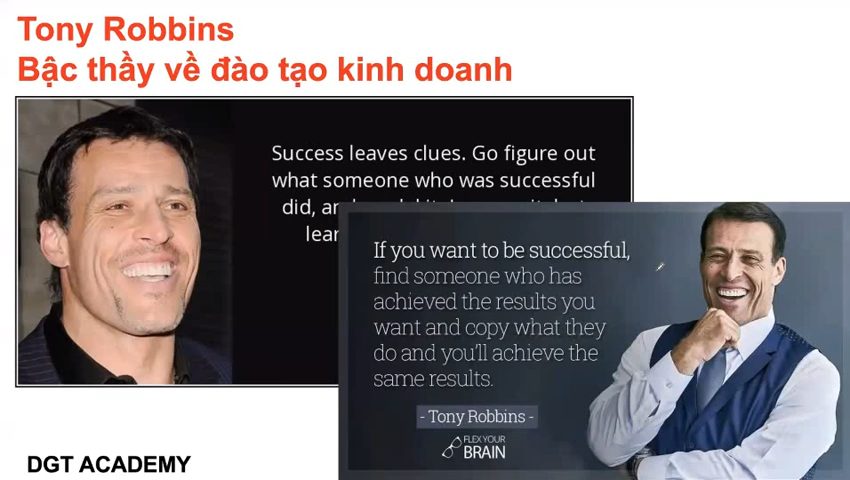 Tony Robbins
Bậc thầy về đào tạo kinh doanh
Success leaves clues. Go figure out
what someone who was successful
did, and
lear
If you want to be successful,
find someone who has
achieved the results you
want and copy what they
do and you'll achieve the
same results.
- Tony Robbins -
FLEX YOUR
BRAIN
DGT ACADEMY